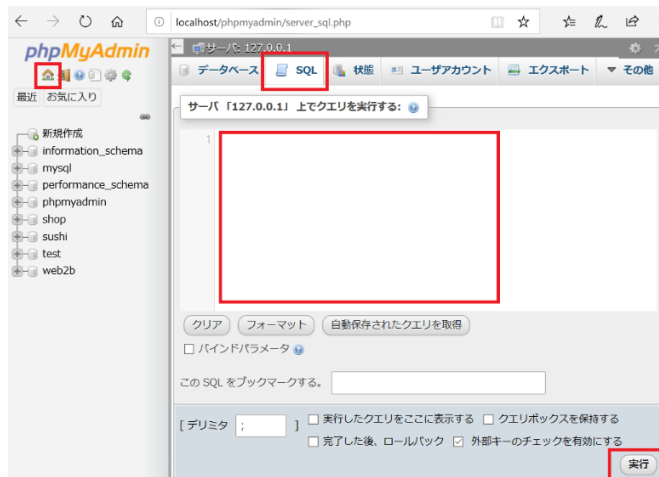 localhost/phpmyadmin/server_sql.php
phpMyAdmin
最近 お気に入り
新規作成
information_schema
mysql
performance_schema
phpmyadmin
shop
sushi
test
web2b
サーバ: 127.0.0.1
データベース SQL 状態 ユーザアカウント エクスポート その他
サーバ 「127.0.0.1」 上でクエリを実行する:
1
クリア フォーマット 自動保存されたクエリを取得
バインドパラメータ
この SQL をブックマークする。
[ デリミタ ; ] 実行したクエリをここに表示する クエリボックスを保持する
完了した後、ロールバック 外部キーのチェックを有効にする
実行